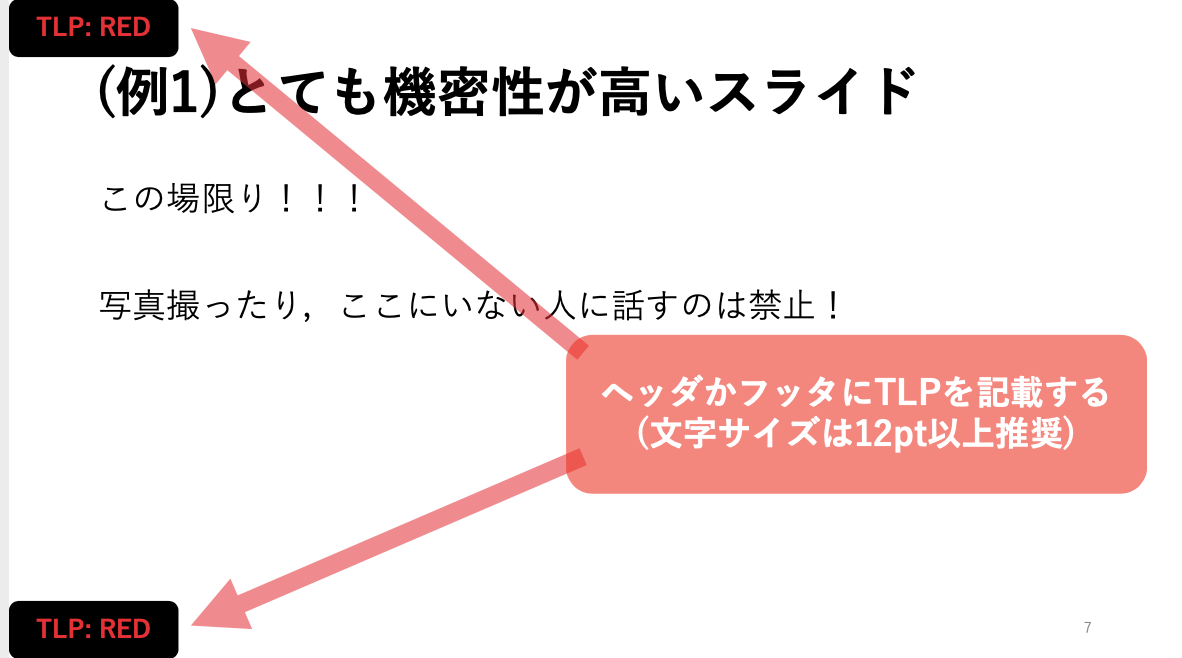 TLP: RED
(例1)とても機密性が高いスライド
この場限り！！！
写真撮ったり，ここにいない人に話すのは禁止！
ヘッダかフッタにTLPを記載する
(文字サイズは12pt以上推奨)
TLP: RED
7